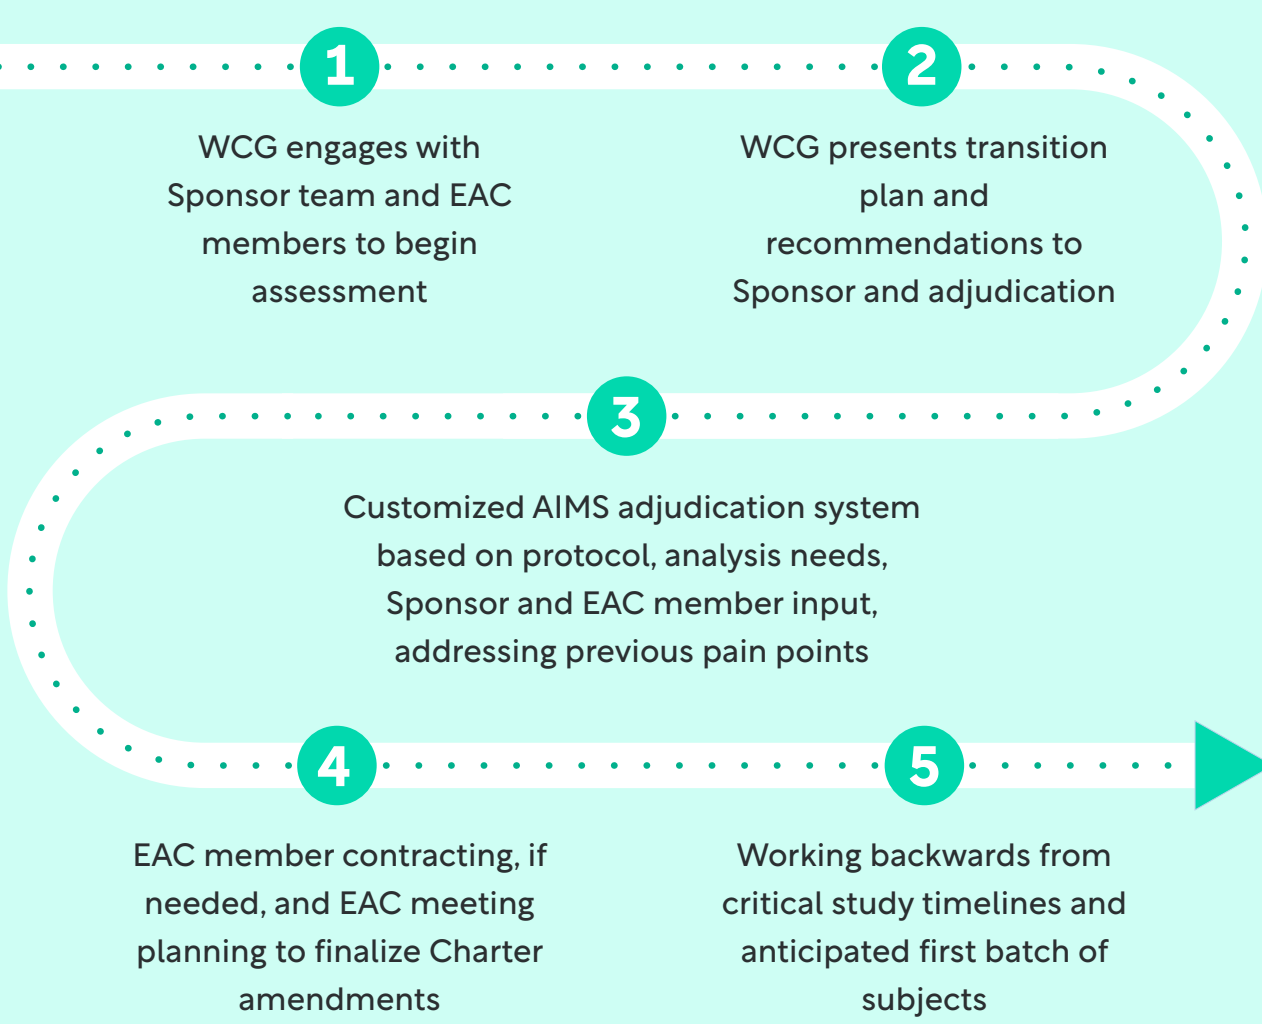 1
WCG engages with
Sponsor team and EAC
members to begin
assessment
2
WCG presents transition
plan and
recommendations to
Sponsor and adjudication
3
Customized AIMS adjudication system
based on protocol, analysis needs,
Sponsor and EAC member input,
addressing previous pain points
4
EAC member contracting, if
needed, and EAC meeting
planning to finalize Charter
amendments
5
Working backwards from
critical study timelines and
anticipated first batch of
subjects